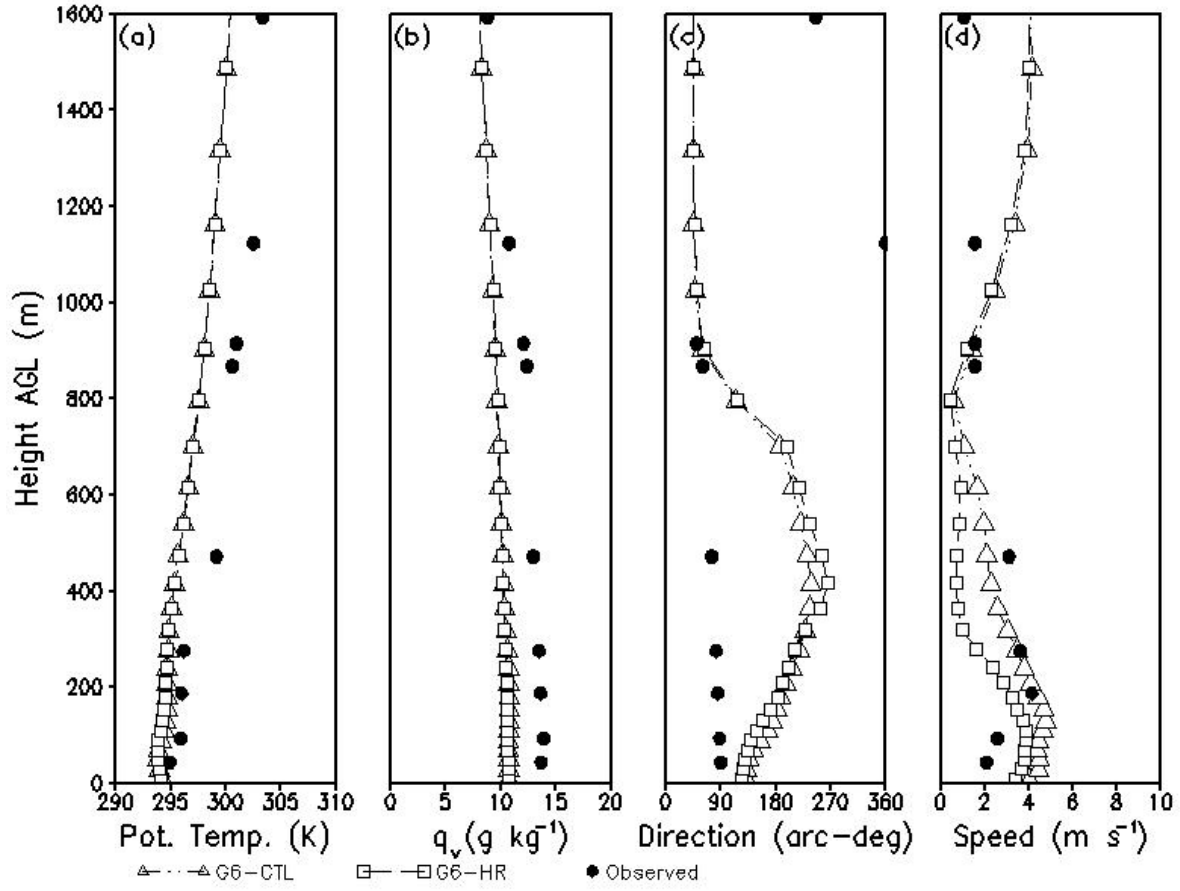 (a) (b) (c) (d)
1600
1400
1200
1000
800
600
400
200
0
Height AGL (m)
290 295 300 305 310 0 5 10 15 20 0 90 180 270 360 0 2 4 6 8 10
Pot. Temp. (K) qᵥ(g kg⁻¹) Direction (arc-deg) Speed (m s⁻¹)
G6-CTL G6-HR Observed